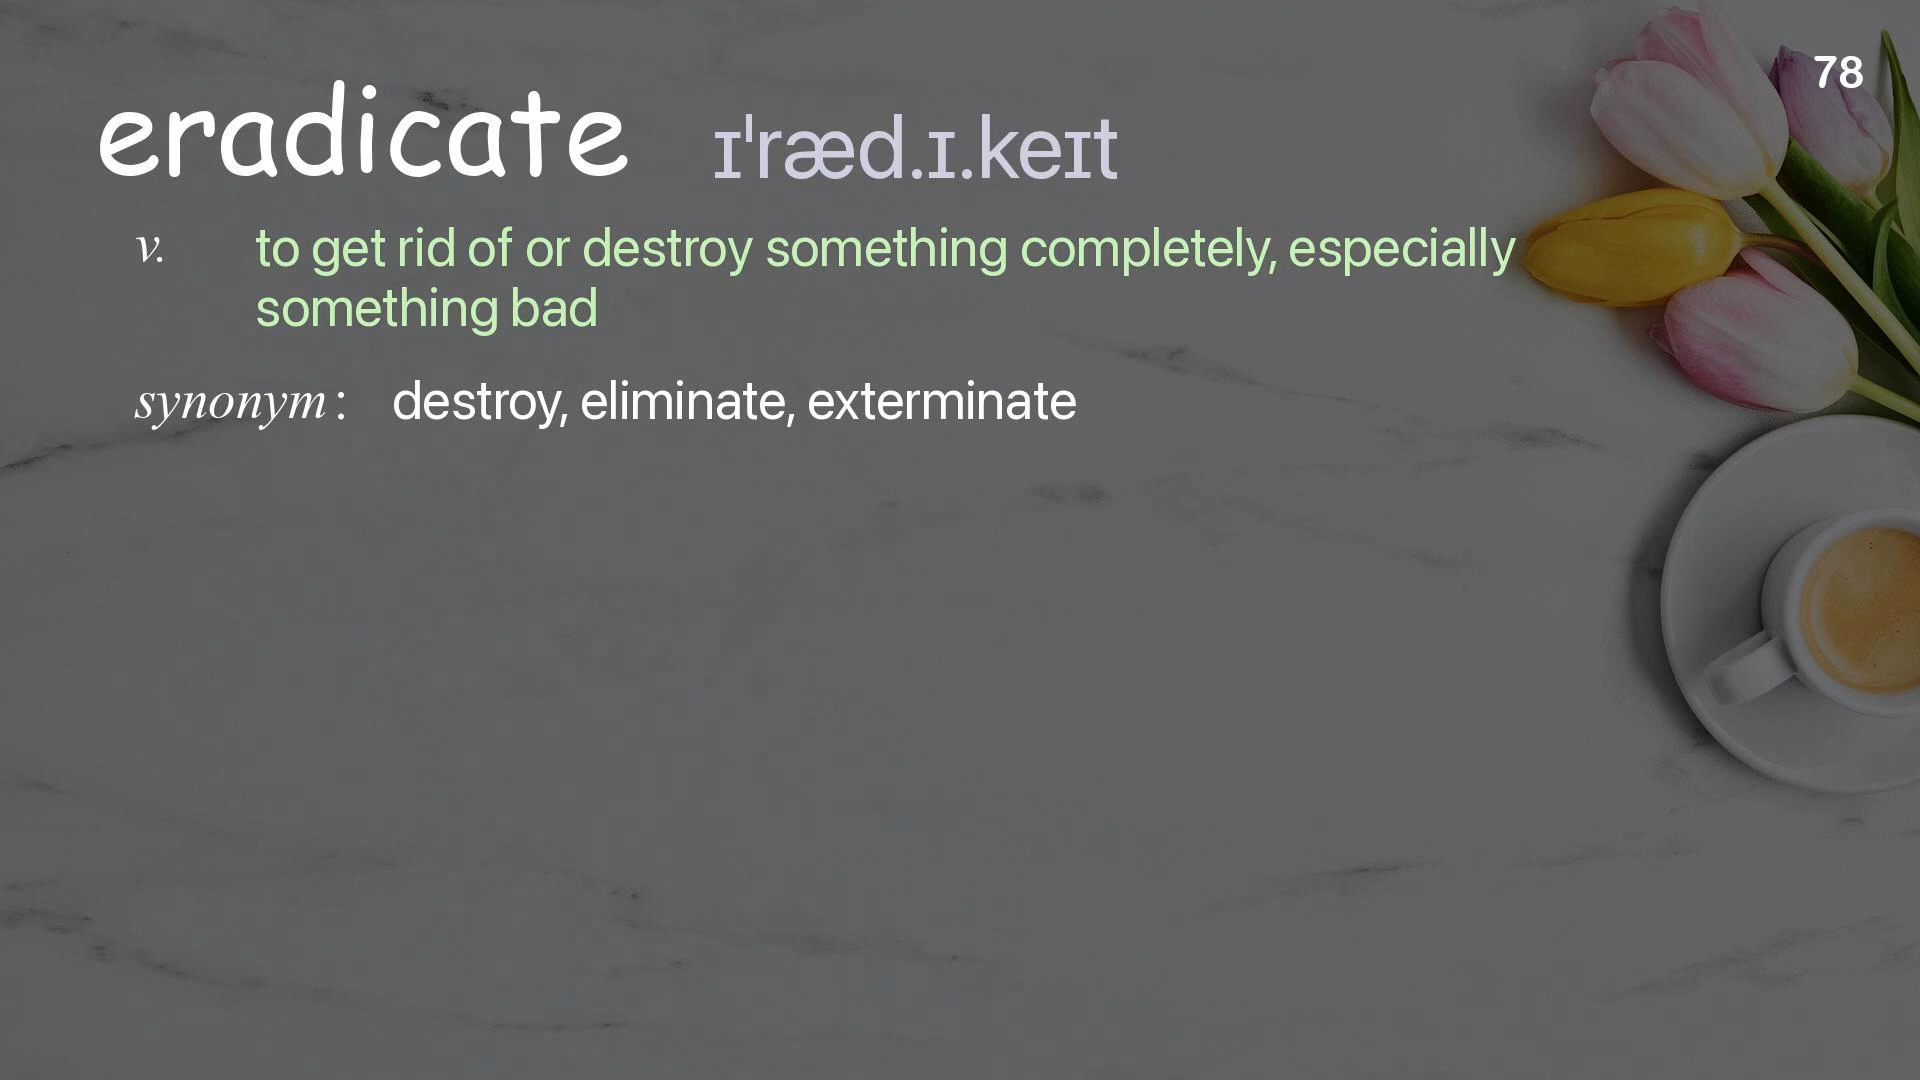 78
eradicate ɪˈræd.ɪ.keɪt
v. to get rid of or destroy something completely, especially
something bad
synonym : destroy, eliminate, exterminate